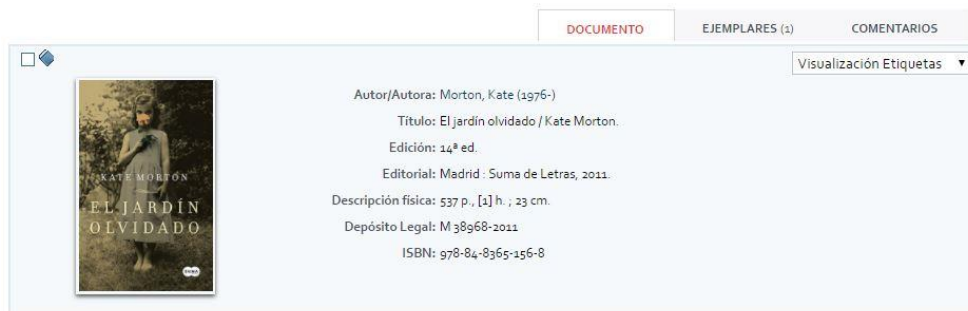 DOCUMENTO
EJEMPLARES (1)
COMENTARIOS
Visualización Etiquetas
Autor/Autora: Morton, Kate (1976-)
Título: El jardín olvidado / Kate Morton.
Edición: 14ª ed.
Editorial: Madrid : Suma de Letras, 2011.
Descripción física: 537 p., [1] h. ; 23 cm.
Depósito Legal: M 38968-2011
ISBN: 978-84-8365-156-8
KATE MORTON
EL JARDÍN
OLVIDADO
SUMA